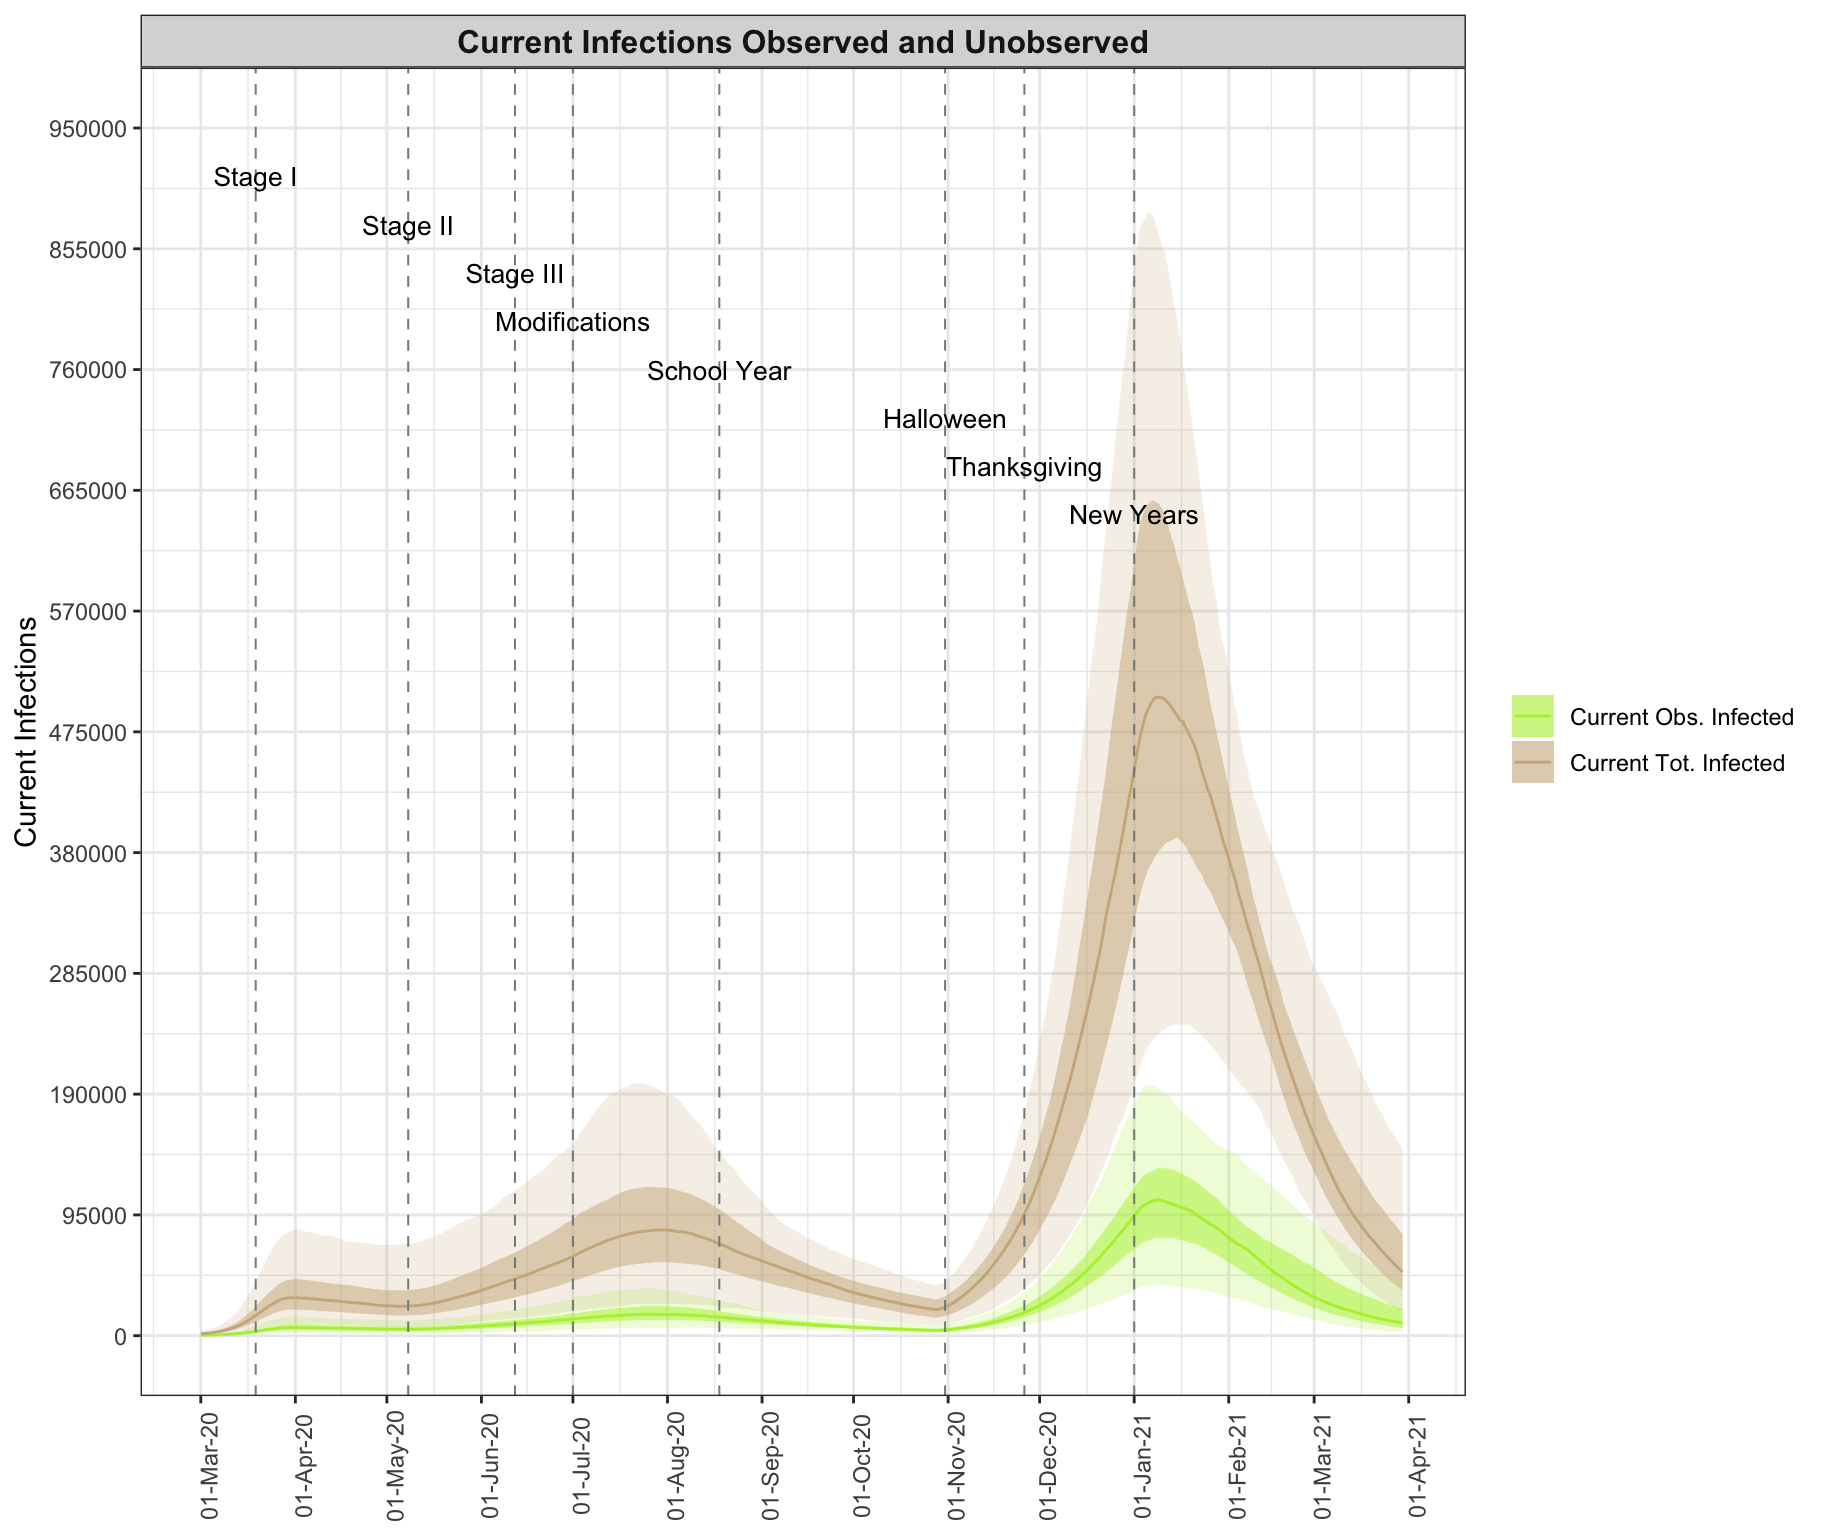 Current Infections Observed and Unobserved
950000
855000
760000
665000
570000
475000
380000
285000
190000
95000
0
Current Infections
Stage I
Stage II
Stage III
Modifications
School Year
Halloween
Thanksgiving
New Years
01-Mar-20
01-Apr-20
01-May-20
01-Jun-20
01-Jul-20
01-Aug-20
01-Sep-20
01-Oct-20
01-Nov-20
01-Dec-20
01-Jan-21
01-Feb-21
01-Mar-21
01-Apr-21
Current Obs. Infected
Current Tot. Infected